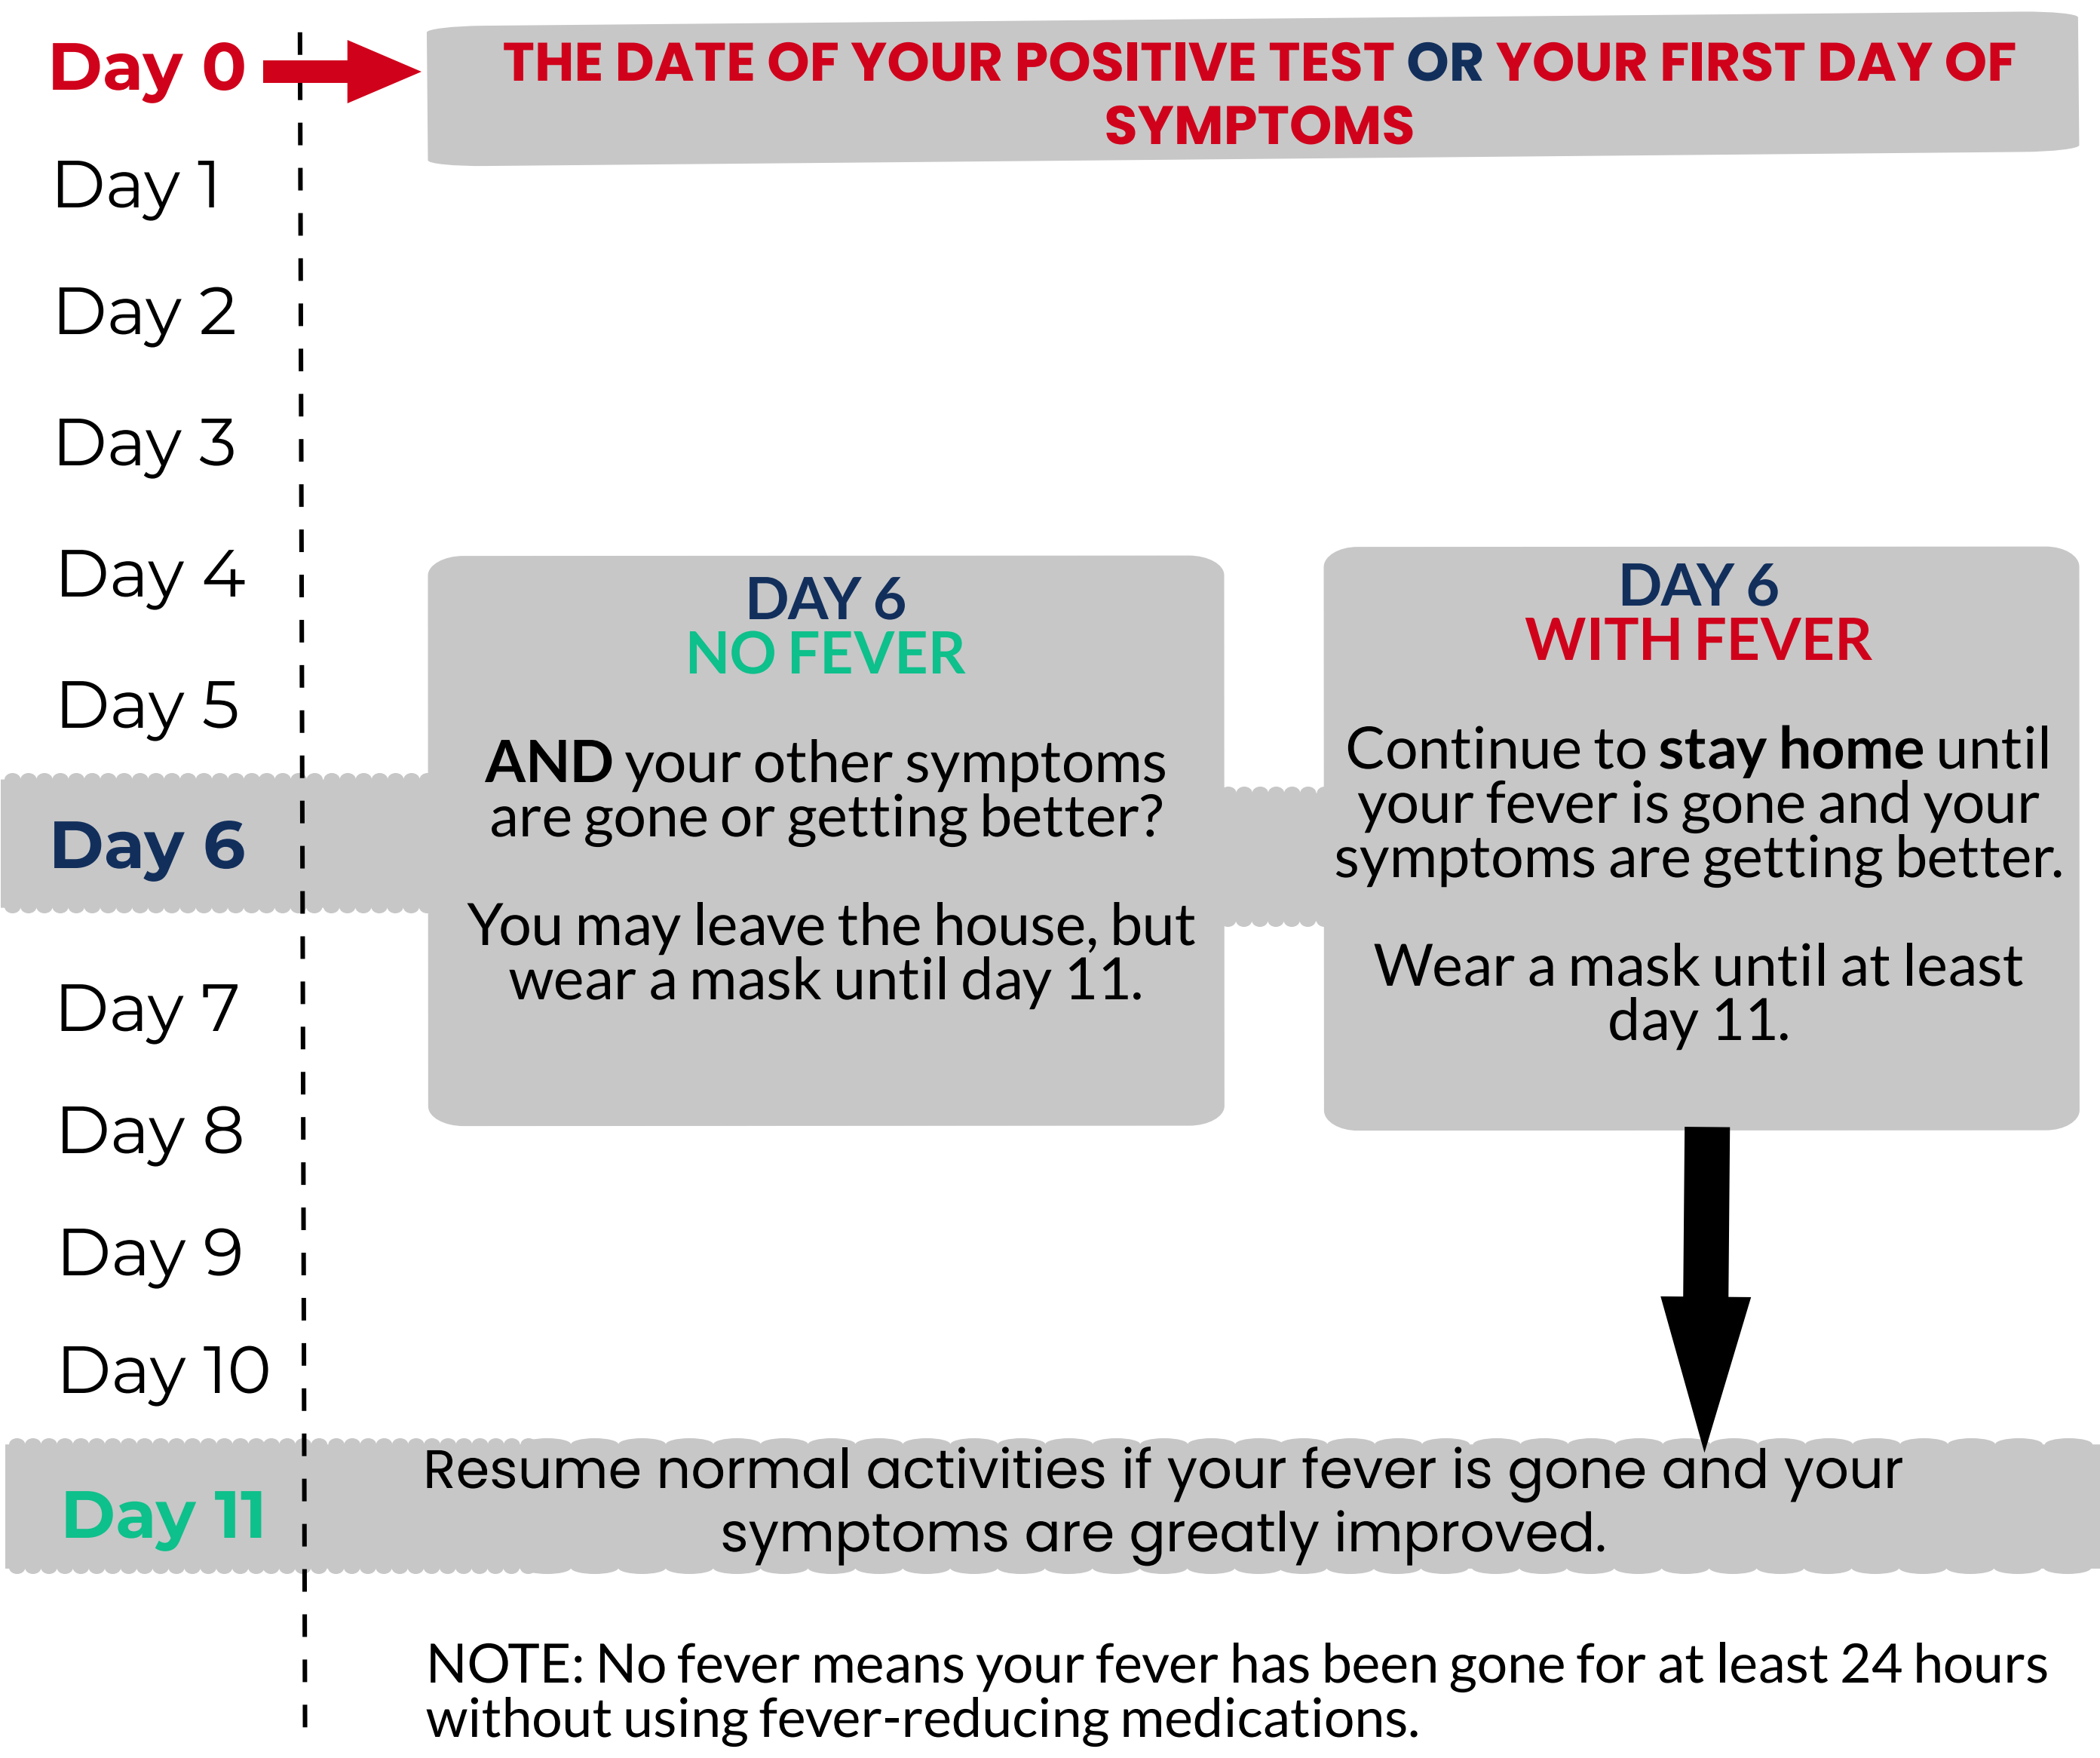 Day 0
THE DATE OF YOUR POSITIVE TEST OR YOUR FIRST DAY OF
SYMPTOMS
Day 1
Day 2
Day 3
Day 4
Day 5
Day 6
DAY 6
NO FEVER
AND your other symptoms
are gone or getting better?
You may leave the house, but
wear a mask until day 11.
DAY 6
WITH FEVER
Continue to stay home until
your fever is gone and your
symptoms are getting better.
Wear a mask until at least
day 11.
Day 7
Day 8
Day 9
Day 10
Day 11
Resume normal activities if your fever is gone and your
symptoms are greatly improved.
NOTE: No fever means your fever has been gone for at least 24 hours
without using fever-reducing medications.